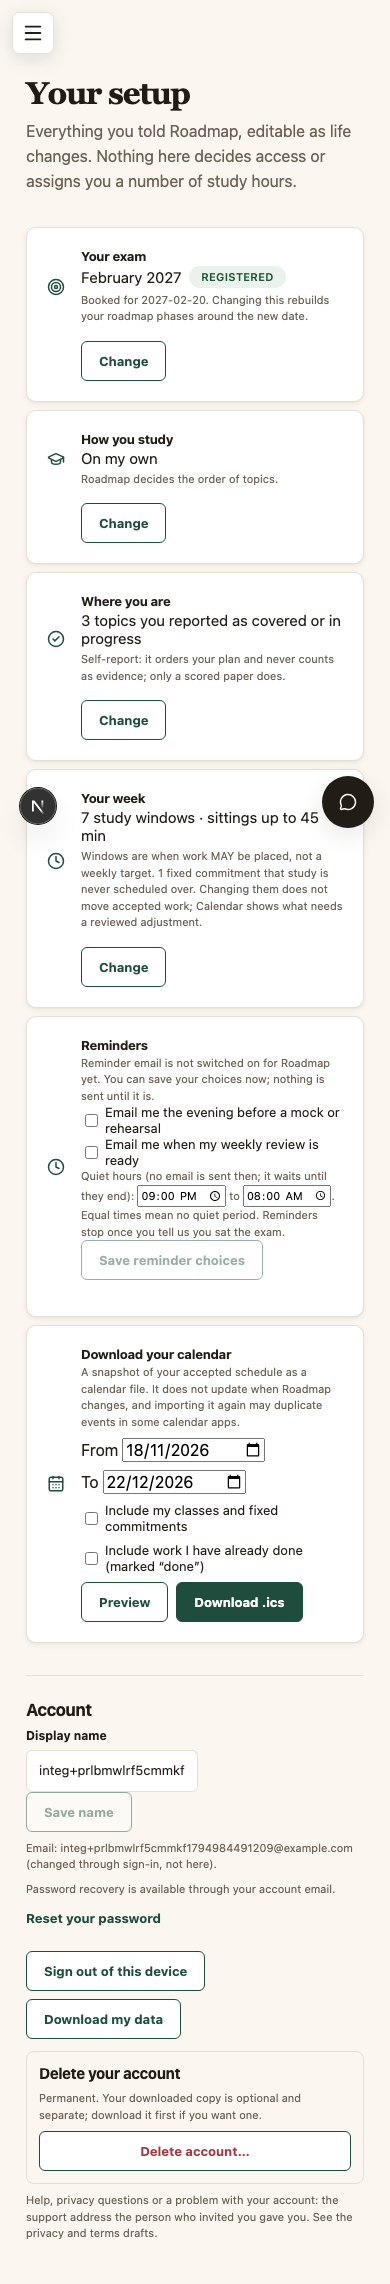 Your setup
Everything you told Roadmap, editable as life
changes. Nothing here decides access or
assigns you a number of study hours.
Your exam
February 2027 REGISTERED
Booked for 2027-02-20. Changing this rebuilds
your roadmap phases around the new date.
Change
How you study
On my own
Roadmap decides the order of topics.
Change
Where you are
3 topics you reported as covered or in
progress
Self-report: it orders your plan and never counts
as evidence; only a scored paper does.
Change
N
Your week
7 study windows · sittings up to 45
min
Windows are when work MAY be placed, not a
weekly target. 1 fixed commitment that study is
never scheduled over. Changing them does not
move accepted work; Calendar shows what needs
a reviewed adjustment.
Change
Reminders
Reminder email is not switched on for Roadmap
yet. You can save your choices now; nothing is
sent until it is.
Email me the evening before a mock or
rehearsal
Email me when my weekly review is
ready
Quiet hours (no email is sent then; it waits until
they end): 09:00 PM to 08:00 AM.
Equal times mean no quiet period. Reminders
stop once you tell us you sat the exam.
Save reminder choices
Download your calendar
A snapshot of your accepted schedule as a
calendar file. It does not update when Roadmap
changes, and importing it again may duplicate
events in some calendar apps.
From 18/11/2026
To 22/12/2026
Include my classes and fixed
commitments
Include work I have already done
(marked “done”)
Preview Download .ics
Account
Display name
integ+prlbmwlrf5cmmkf
Save name
Email: integ+prlbmwlrf5cmmkf1794984491209@example.com
(changed through sign-in, not here).
Password recovery is available through your account email.
Reset your password
Sign out of this device
Download my data
Delete your account
Permanent. Your downloaded copy is optional and
separate; download it first if you want one.
Delete account...
Help, privacy questions or a problem with your account: the
support address the person who invited you gave you. See the
privacy and terms drafts.